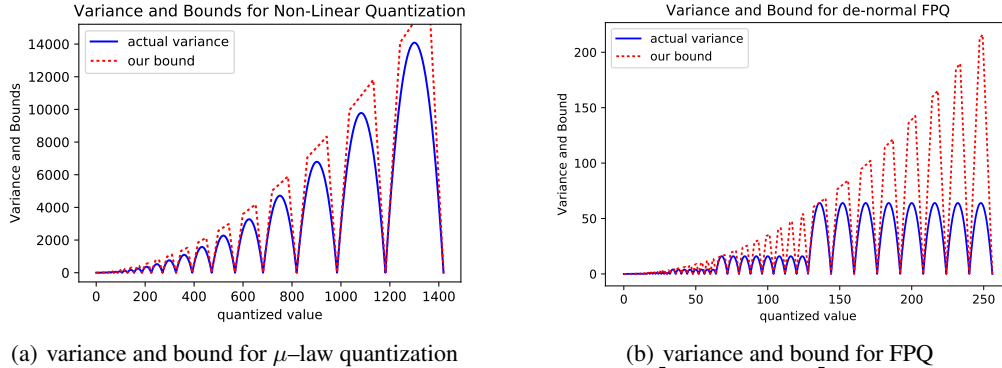 Variance and Bounds for Non-Linear Quantization
actual variance
our bound
14000
12000
10000
8000
6000
4000
2000
0
Variance and Bounds
0 200 400 600 800 1000 1200 1400
quantized value
(a) variance and bound for μ–law quantization
Variance and Bound for de-normal FPQ
actual variance
our bound
200
150
100
50
0
Variance and Bound
0 50 100 150 200 250
quantized value
(b) variance and bound for FPQ